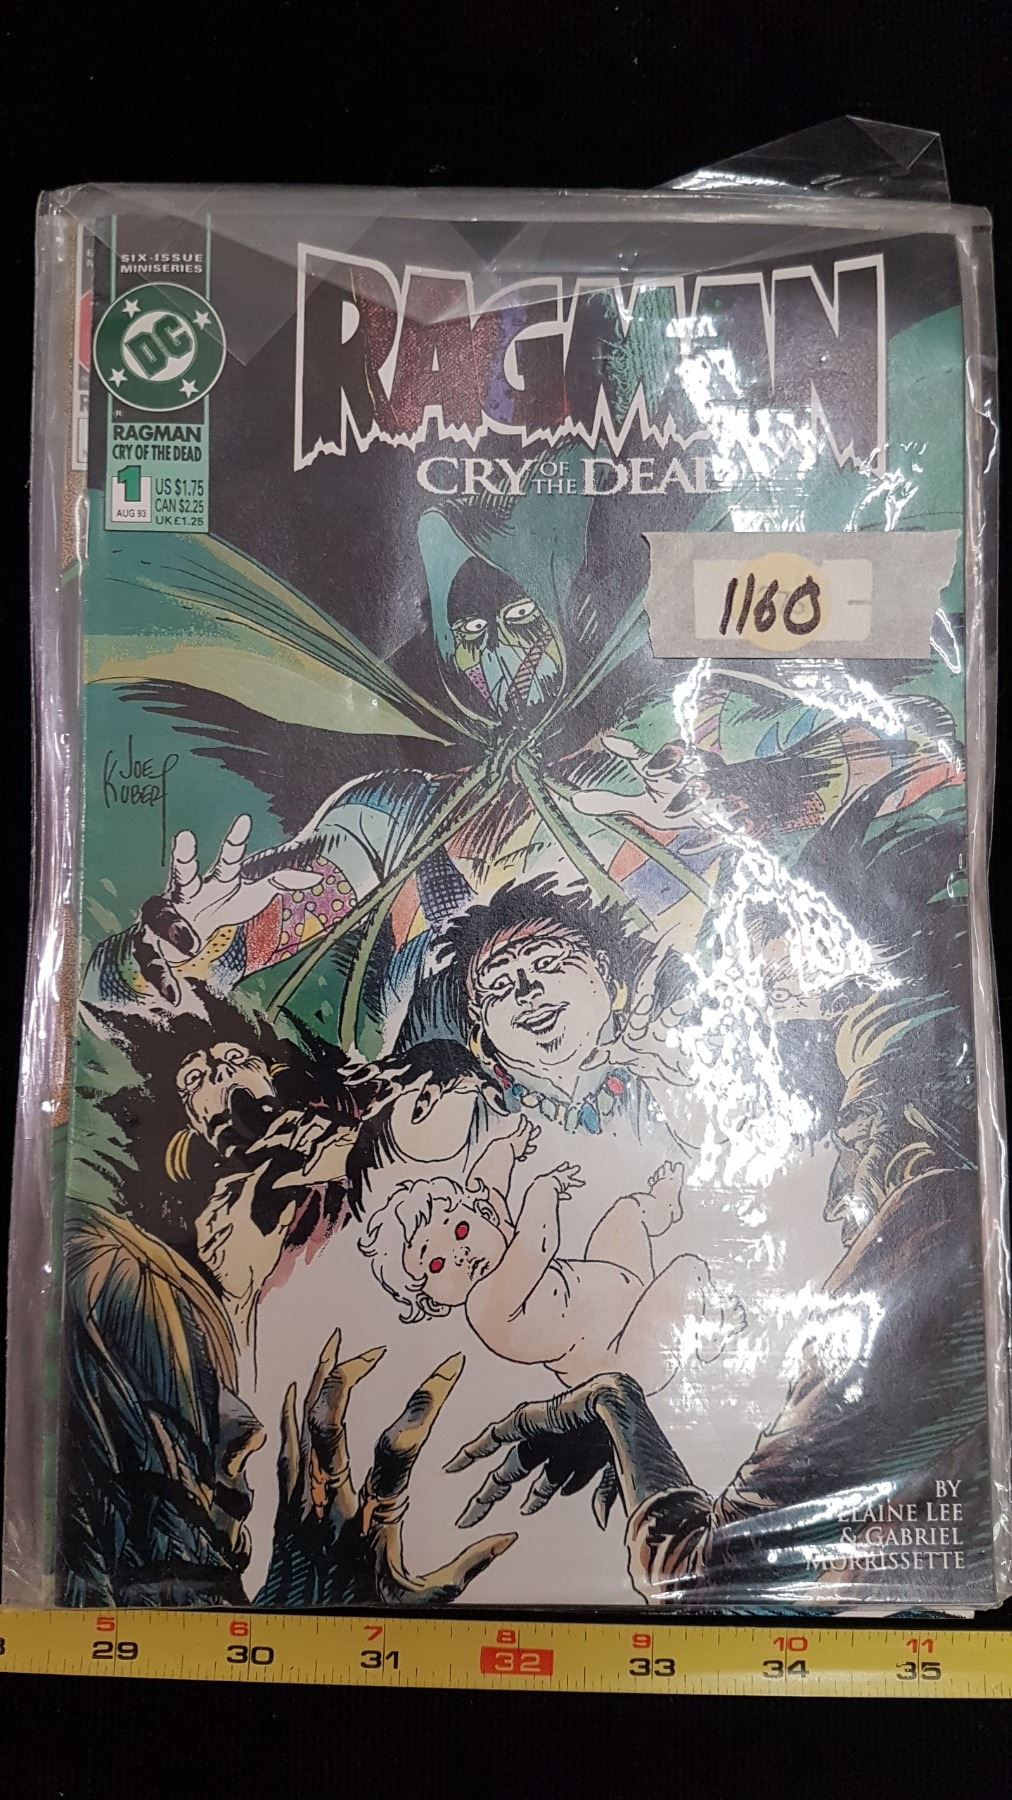 SIX-ISSUE
MINISERIES
DC
RAGMAN
CRY OF THE DEAD
1
AUG 93
US $1.75
CAN $2.25
UK £1.25
RAGMAN
CRY OF THE DEAD
1160
JOE
KUBERT
BY
ELAINE LEE
& GABRIEL
MORRISSETTE
5 6 7 8 9 10 11
29 30 31 32 33 34 35